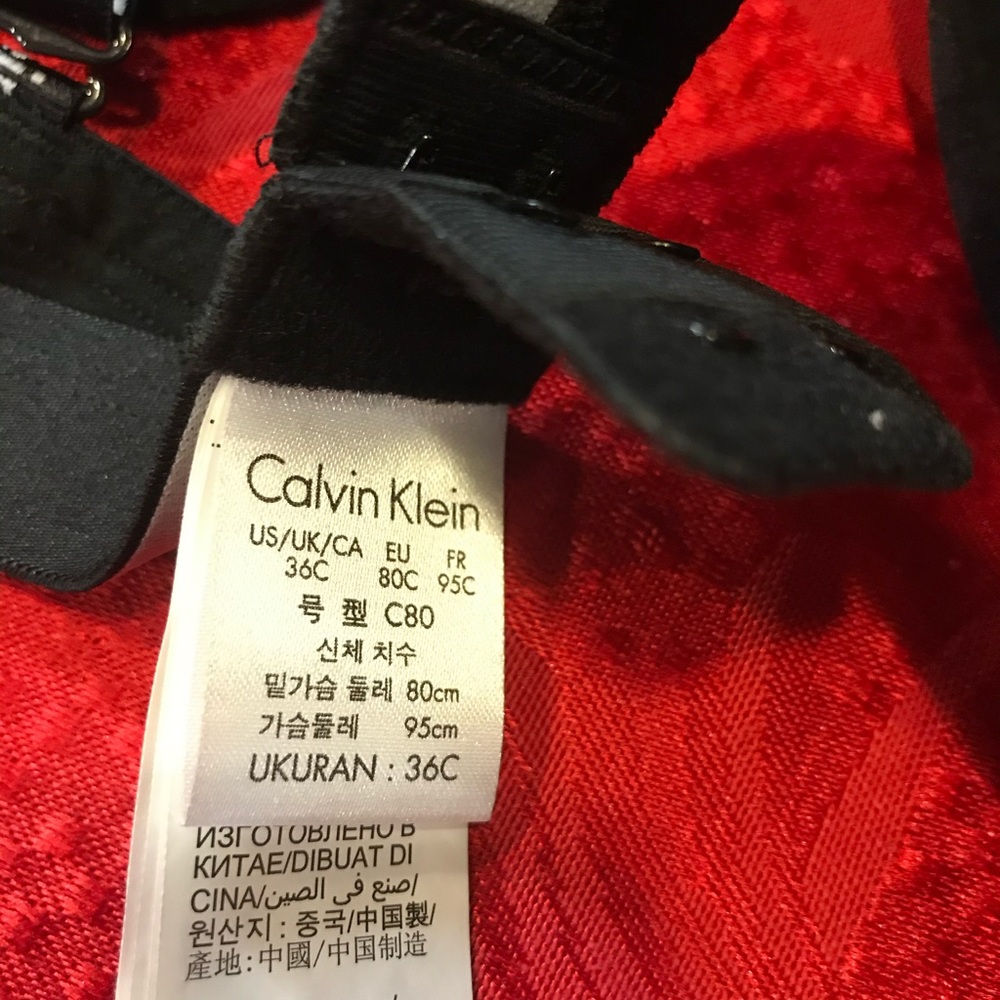 Calvin Klein
US/UK/CA EU FR
36C 80C 95C
号 型 C80
신체 치수
밑가슴 둘레 80cm
가슴둘레 95cm
UKURAN : 36C
ИЗГОТОВЛЕНО В
КИТАЕ/DIBUAT DI
CINA/صنع في الصين/
원산지 : 중국/中国製/
產地:中國/中国制造